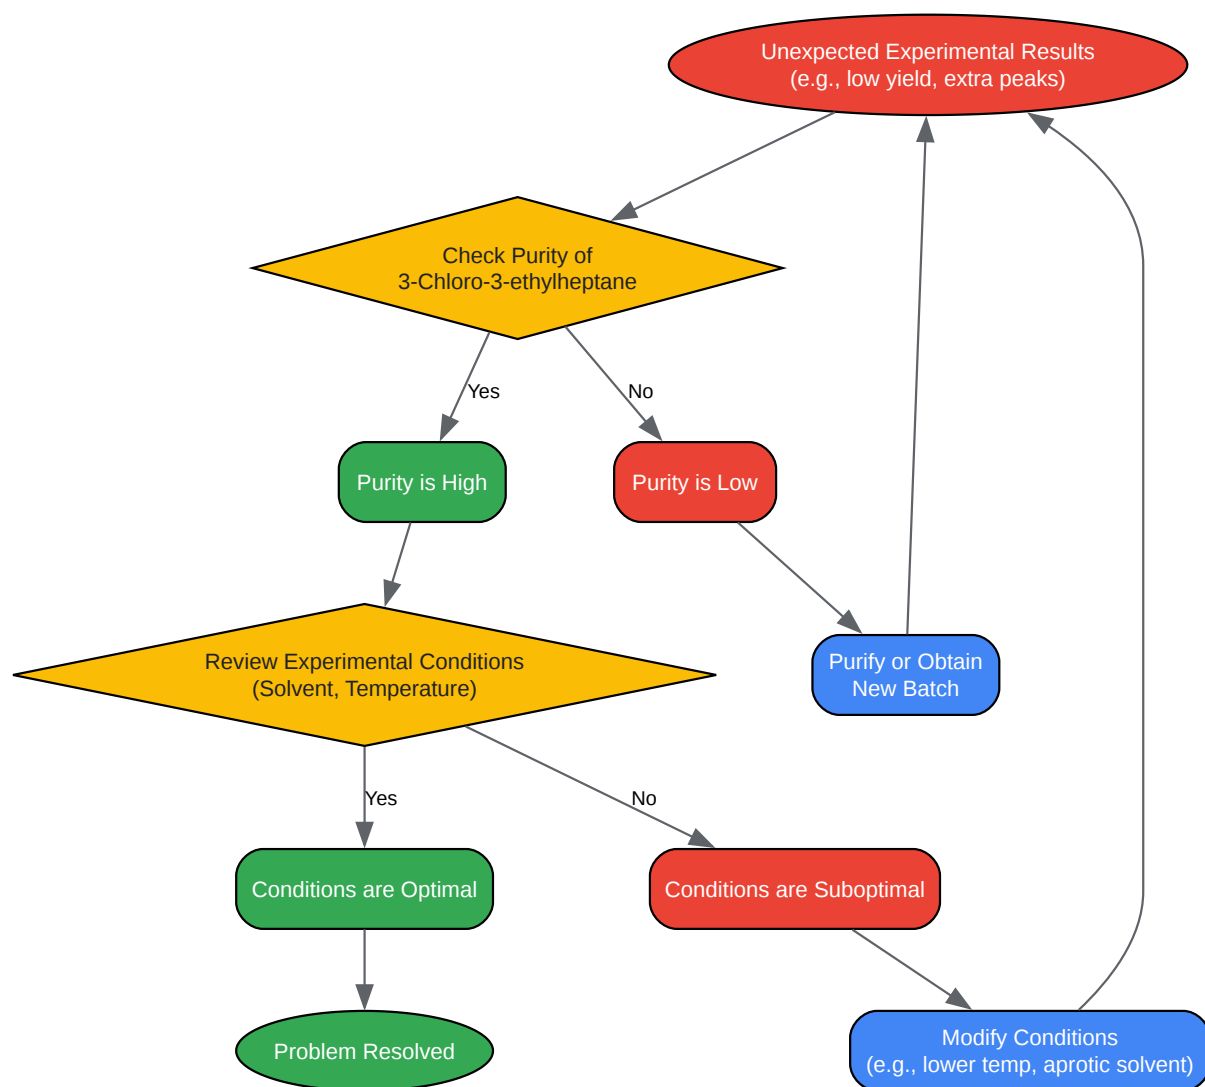 Unexpected Experimental Results
(e.g., low yield, extra peaks)
Check Purity of
3-Chloro-3-ethylheptane
Yes
No
Purity is High
Purity is Low
Review Experimental Conditions
(Solvent, Temperature)
Purify or Obtain
New Batch
Yes
No
Conditions are Optimal
Conditions are Suboptimal
Problem Resolved
Modify Conditions
(e.g., lower temp, aprotic solvent)